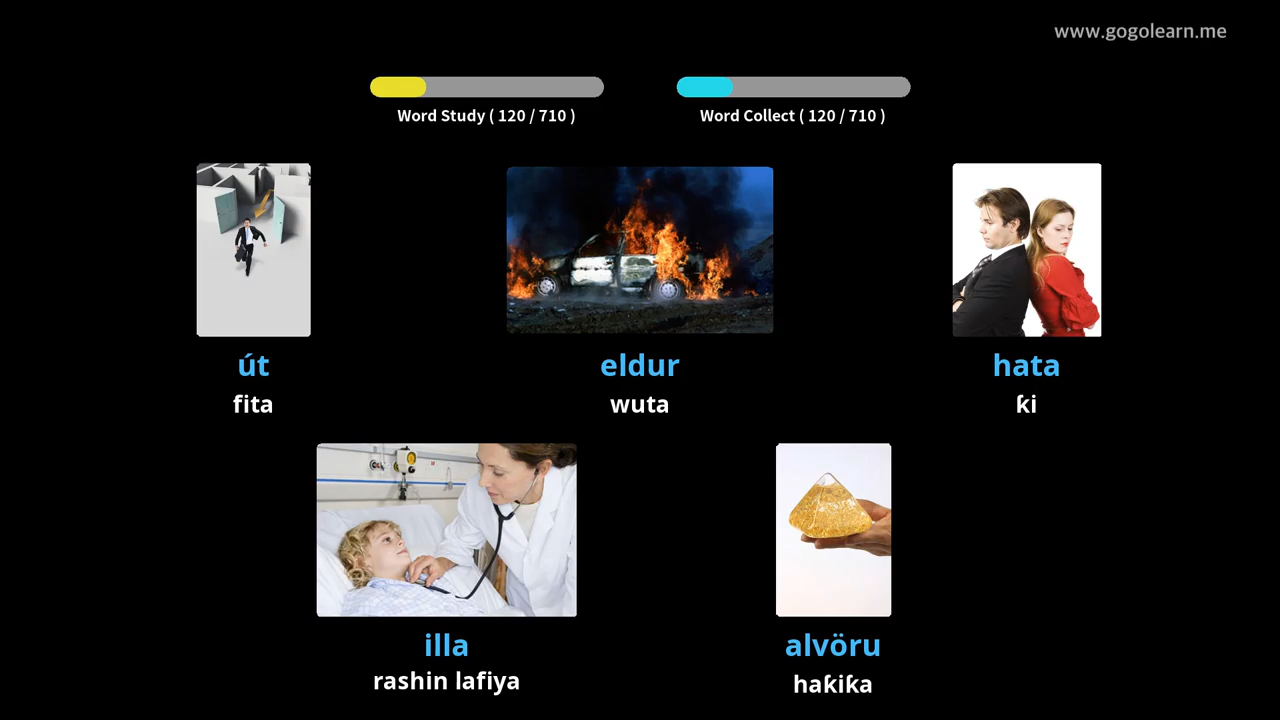 www.gogolearn.me
Word Study ( 120 / 710 )
Word Collect ( 120 / 710 )
út
fita
eldur
wuta
hata
ƙi
illa
rashin lafiya
alvöru
haƙiƙa